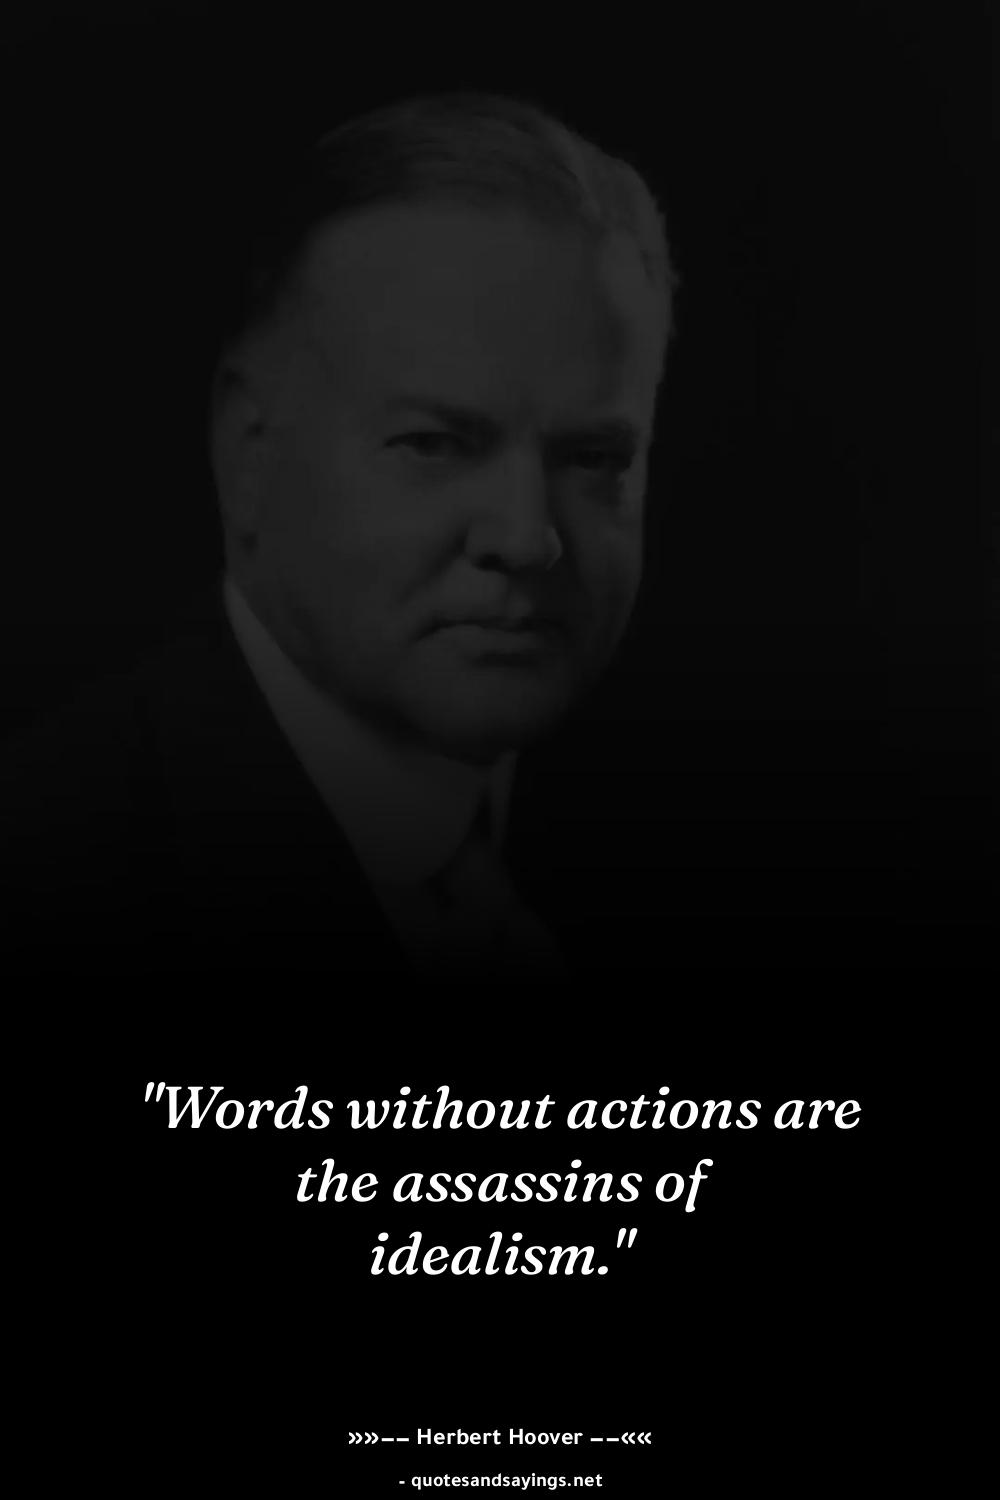 "Words without actions are
the assassins of
idealism."
»»–– Herbert Hoover ––««
- quotesandsayings.net